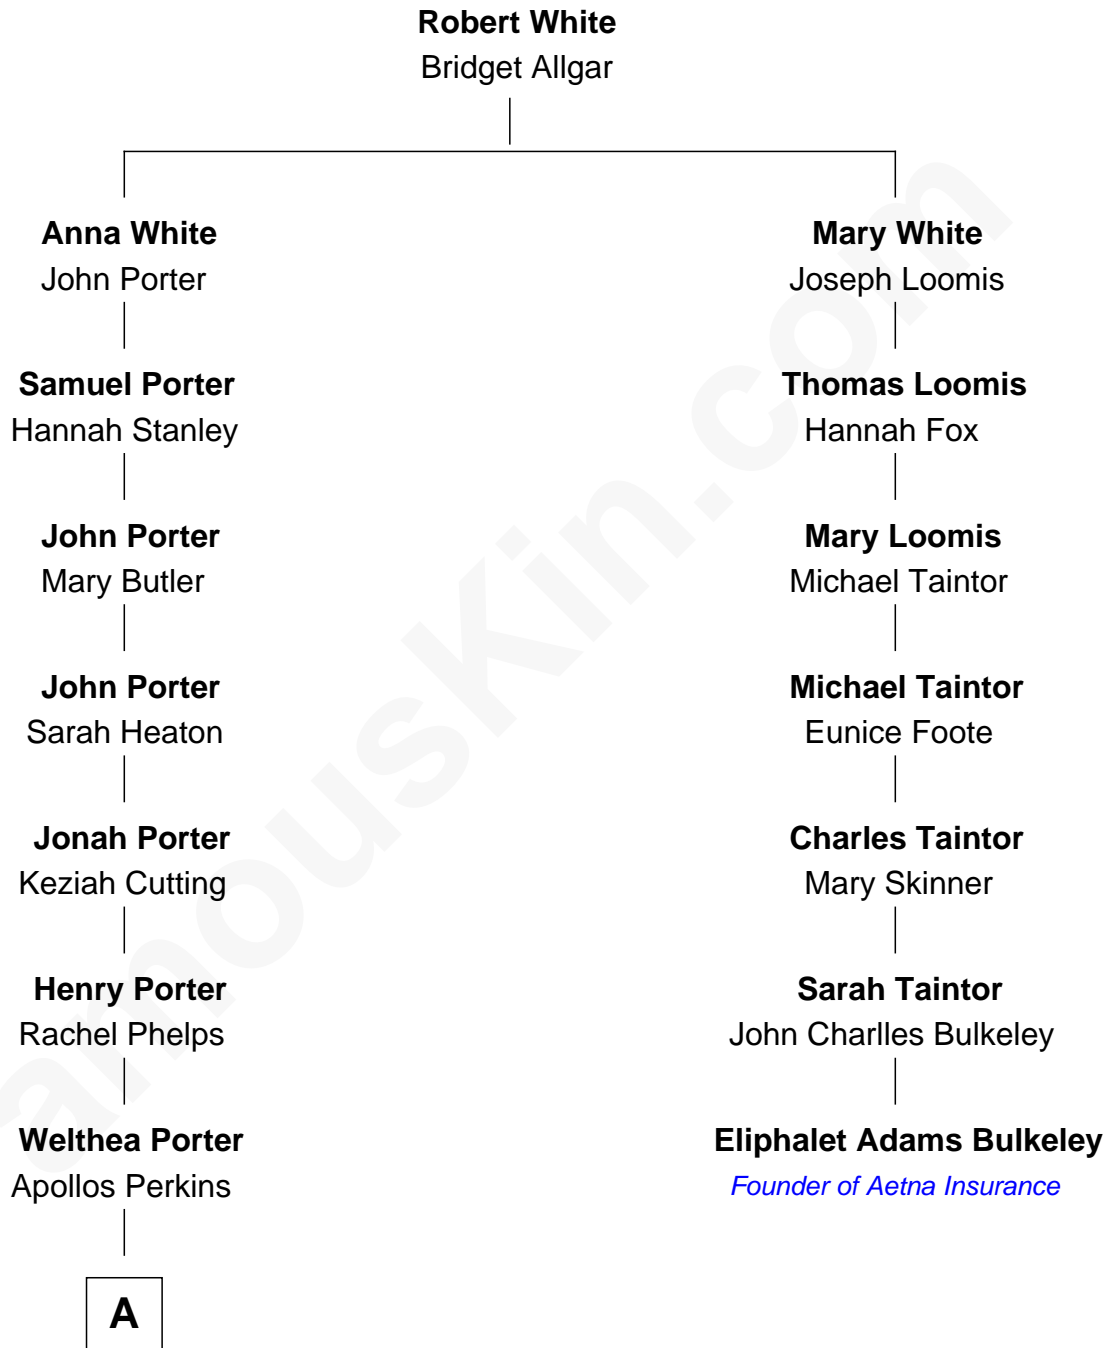 Robert White
Bridget Allgar
Anna White
John Porter
Mary White
Joseph Loomis
Samuel Porter
Hannah Stanley
Thomas Loomis
Hannah Fox
John Porter
Mary Butler
Mary Loomis
Michael Taintor
John Porter
Sarah Heaton
Michael Taintor
Eunice Foote
Jonah Porter
Keziah Cutting
Charles Taintor
Mary Skinner
Henry Porter
Rachel Phelps
Sarah Taintor
John Charlles Bulkeley
Welthea Porter
Apollos Perkins
Eliphalet Adams Bulkeley
Founder of Aetna Insurance
A
amouskin.com